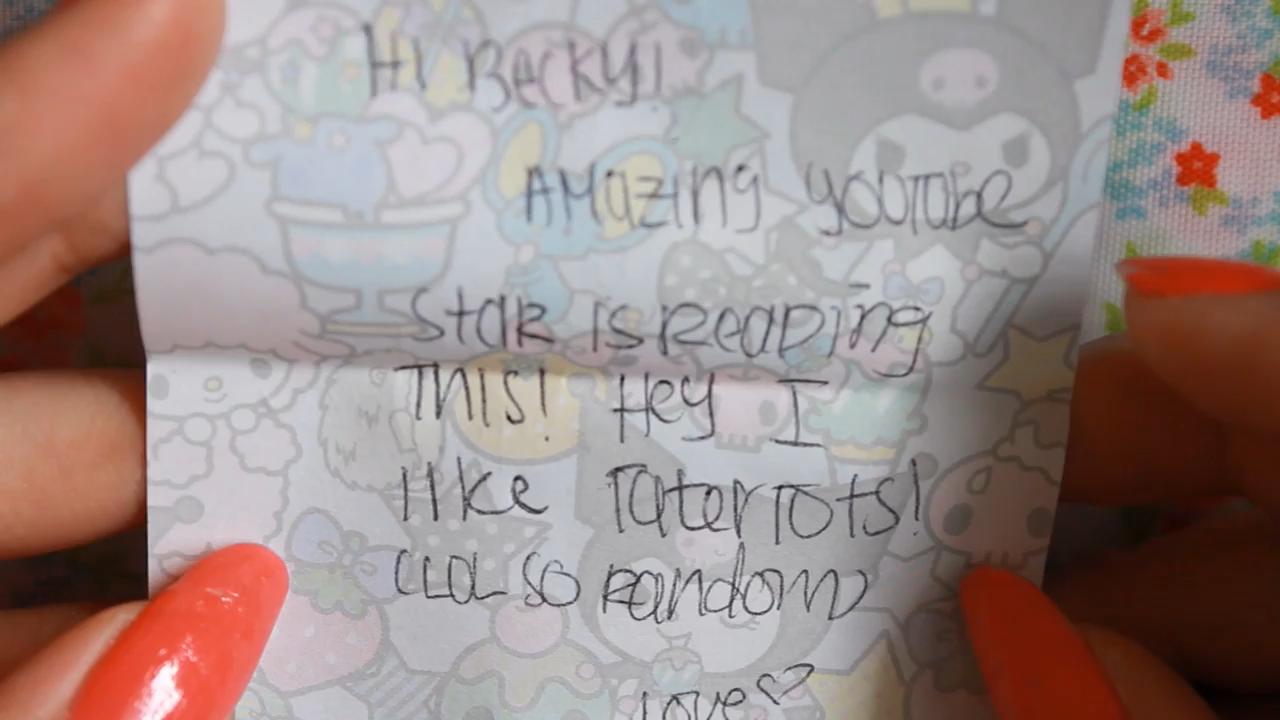 Hi Becky!
Amazing youtube
Star is reading
This! Hey I
like Tater Tots!
(LOL SO Random)
Love♡